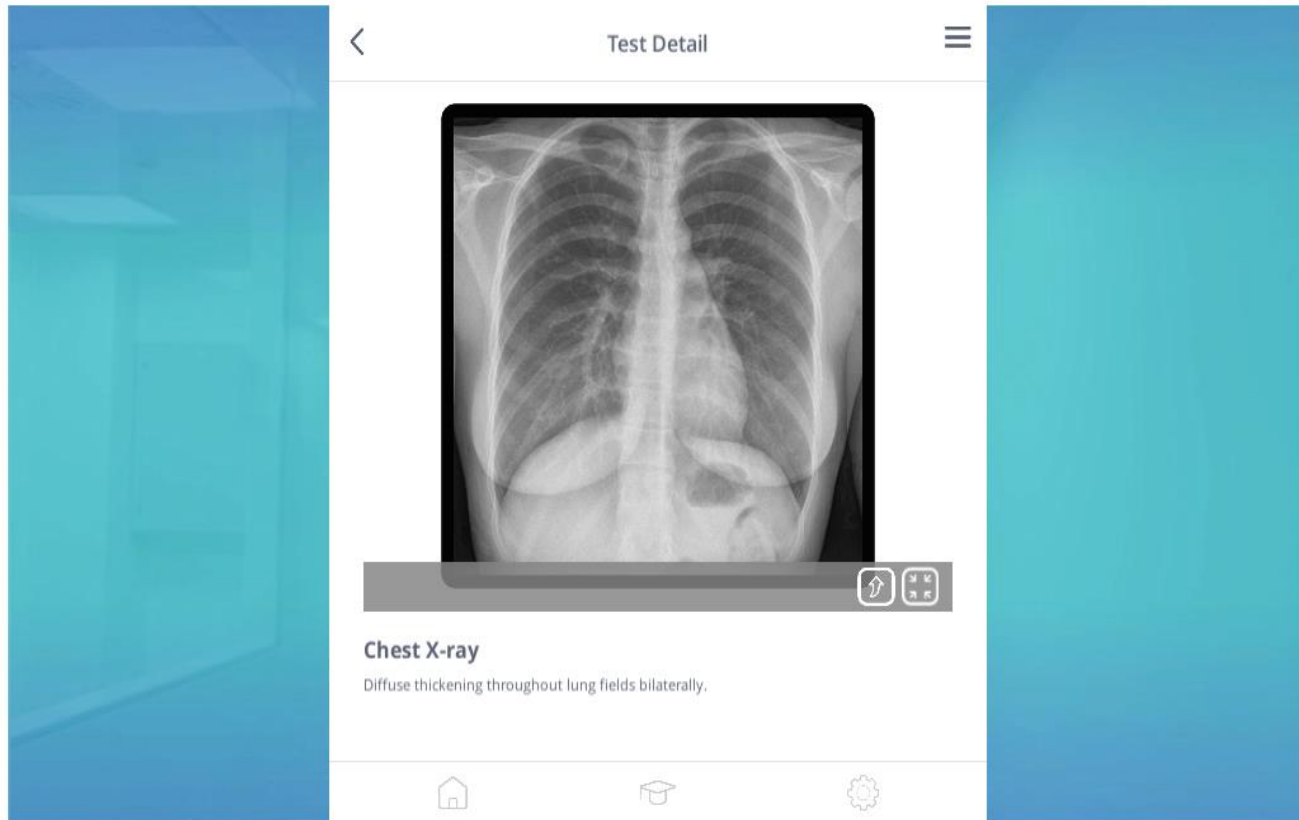 Test Detail
Chest X-ray
Diffuse thickening throughout lung fields bilaterally.